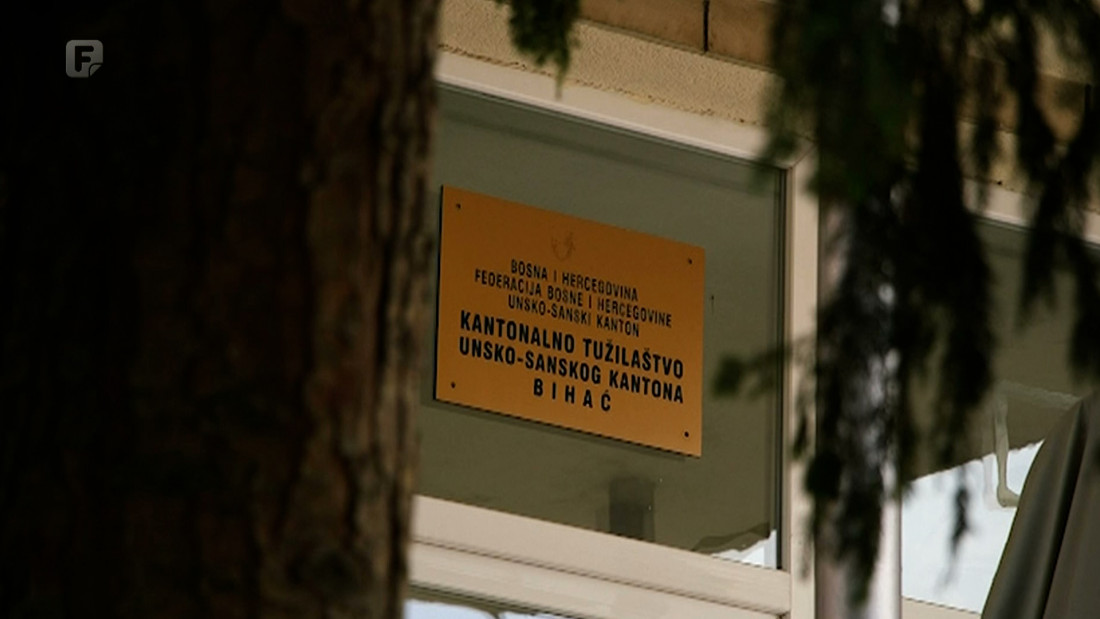 F
BOSNA I HERCEGOVINA
FEDERACIJA BOSNE I HERCEGOVINE
UNSKO-SANSKI KANTON
KANTONALNO TUŽILAŠTVO
UNSKO-SANSKOG KANTONA
BIHAĆ